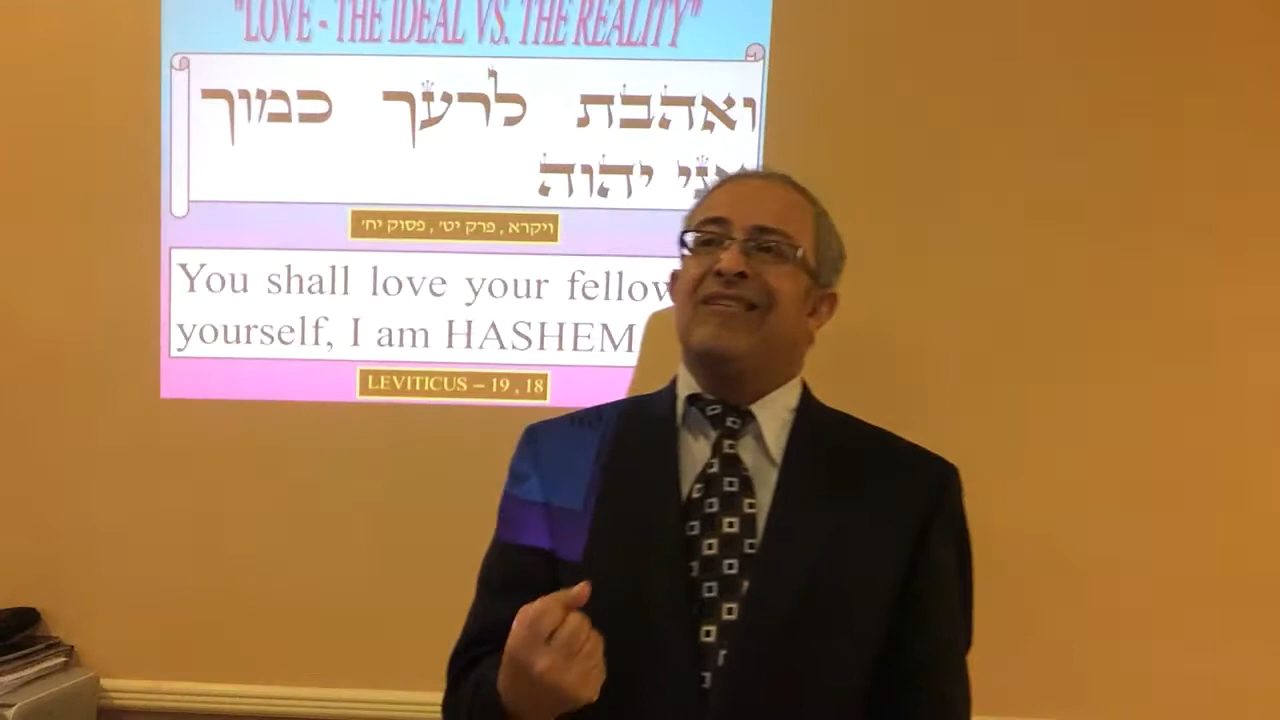 "LOVE - THE IDEAL VS. THE REALITY"
ואהבת לרעך כמוך
אני יהוה
ויקרא , פרק יט׳ , פסוק יח׳
You shall love your fellow
yourself, I am HASHEM
LEVITICUS – 19 , 18